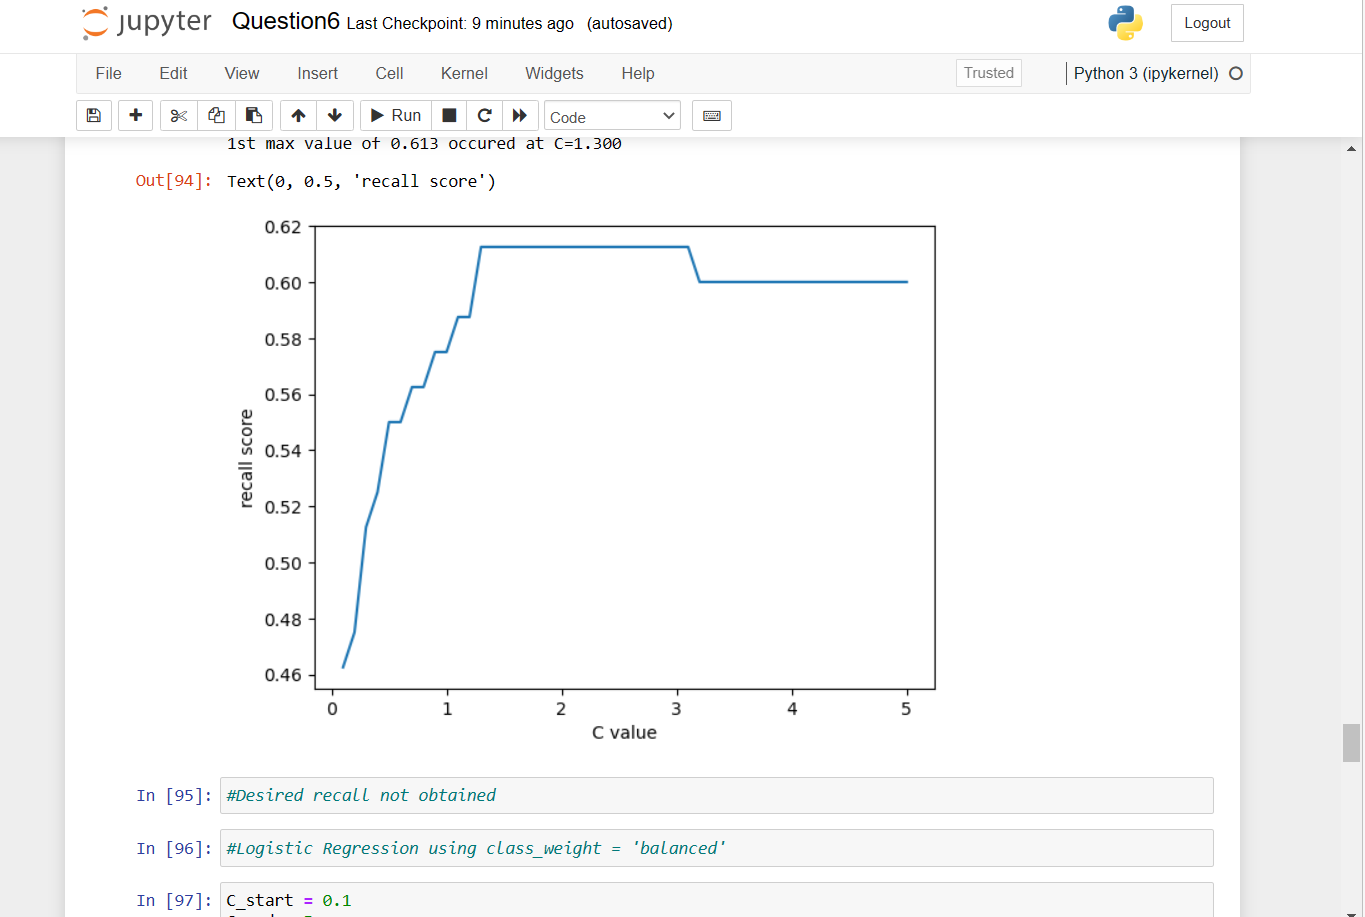 jupyter Question6 Last Checkpoint: 9 minutes ago (autosaved) Logout
File Edit View Insert Cell Kernel Widgets Help Trusted Python 3 (ipykernel)
Run Code
1st max value of 0.613 occured at C=1.300
Out[94]: Text(0, 0.5, 'recall score')
0.62
0.60
0.58
0.56
0.54
0.52
0.50
0.48
0.46
recall score
0 1 2 3 4 5
C value
In [95]: #Desired recall not obtained
In [96]: #Logistic Regression using class_weight = 'balanced'
In [97]: C_start = 0.1